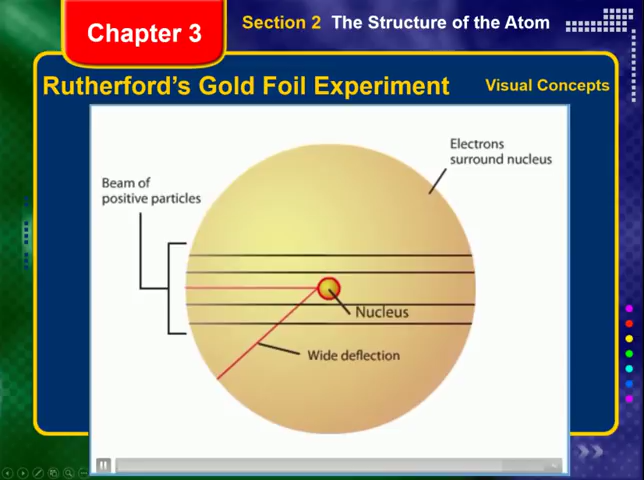 Chapter 3
Section 2 The Structure of the Atom
Rutherford's Gold Foil Experiment
Visual Concepts
Electrons
surround nucleus
Beam of
positive particles
Nucleus
Wide deflection